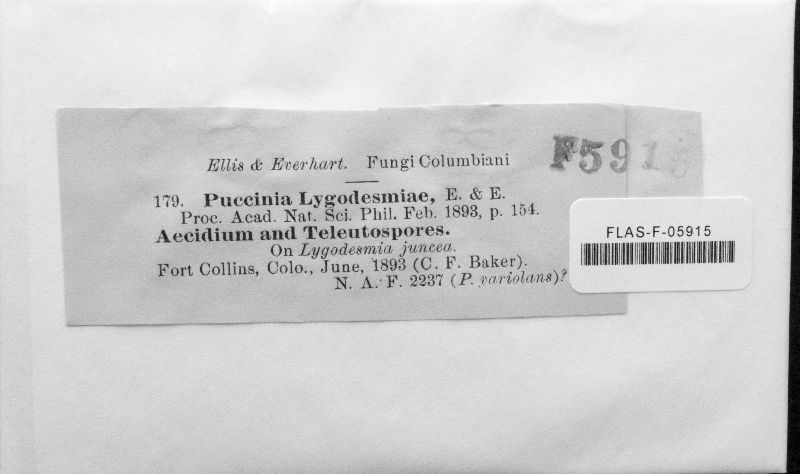 Ellis & Everhart. Fungi Columbiani
F5915
179. Puccinia Lygodesmiae, E. & E.
Proc. Acad. Nat. Sci. Phil. Feb. 1893, p. 154.
Aecidium and Teleutospores.
On Lygodesmia juncea.
Fort Collins, Colo., June, 1893 (C. F. Baker).
N. A. F. 2237 (P. variolans)?
FLAS-F-05915